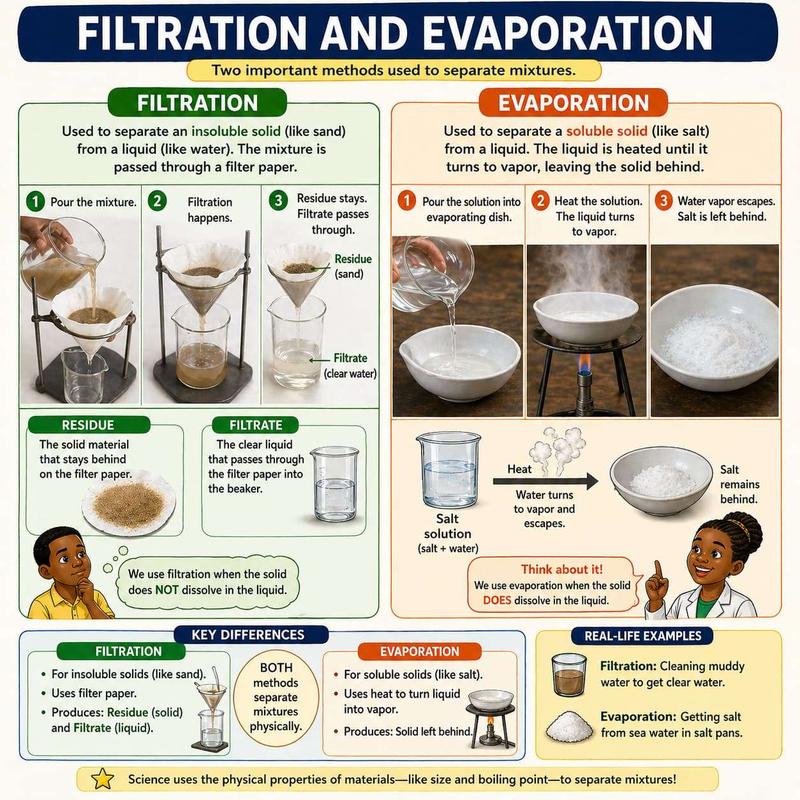 FILTRATION AND EVAPORATION
Two important methods used to separate mixtures.
FILTRATION
Used to separate an insoluble solid (like sand)
from a liquid (like water). The mixture is
passed through a filter paper.
1 Pour the mixture.
2 Filtration
happens.
3 Residue stays.
Filtrate passes
through.
Residue
(sand)
Filtrate
(clear water)
RESIDUE
The solid material
that stays behind
on the filter paper.
FILTRATE
The clear liquid
that passes through
the filter paper into
the beaker.
We use filtration when the solid
does NOT dissolve in the liquid.
EVAPORATION
Used to separate a soluble solid (like salt)
from a liquid. The liquid is heated until it
turns to vapor, leaving the solid behind.
1 Pour the solution into
evaporating dish.
2 Heat the solution.
The liquid turns
to vapor.
3 Water vapor escapes.
Salt is left behind.
Salt
solution
(salt + water)
Heat
Water turns
to vapor and
escapes.
Salt
remains
behind.
Think about it!
We use evaporation when the solid
DOES dissolve in the liquid.
KEY DIFFERENCES
FILTRATION
• For insoluble solids (like sand).
• Uses filter paper.
• Produces: Residue (solid)
and Filtrate (liquid).
BOTH
methods
separate
mixtures
physically.
EVAPORATION
• For soluble solids (like salt).
• Uses heat to turn liquid
into vapor.
• Produces: Solid left behind.
REAL-LIFE EXAMPLES
Filtration: Cleaning muddy
water to get clear water.
Evaporation: Getting salt
from sea water in salt pans.
Science uses the physical properties of materials—like size and boiling point—to separate mixtures!